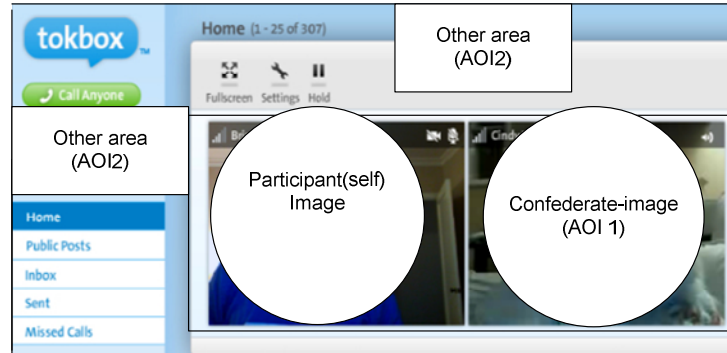 tokbox™
Home (1 - 25 of 307)
Other area
(AOI2)
Call Anyone
Fullscreen Settings Hold
Other area
(AOI2)
Participant(self)
Image
Confederate-image
(AOI 1)
Home
Public Posts
Inbox
Sent
Missed Calls